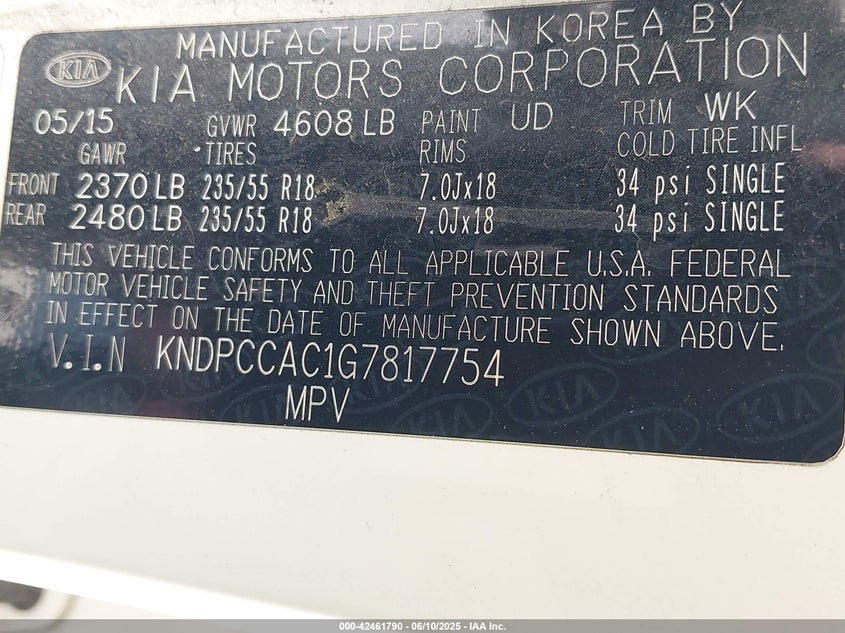 MANUFACTURED IN KOREA BY
KIA KIA MOTORS CORPORATION
05/15 GVWR 4608 LB PAINT UD TRIM WK
GAWR TIRES RIMS COLD TIRE INFL
FRONT 2370 LB 235/55 R18 7.0Jx18 34 psi SINGLE
REAR 2480 LB 235/55 R18 7.0Jx18 34 psi SINGLE
THIS VEHICLE CONFORMS TO ALL APPLICABLE U.S.A. FEDERAL
MOTOR VEHICLE SAFETY AND THEFT PREVENTION STANDARDS
IN EFFECT ON THE DATE OF MANUFACTURE SHOWN ABOVE.
V.I.N KNDPCCAC1G7817754
MPV
000-42461790 - 06/10/2025 - IAA Inc.